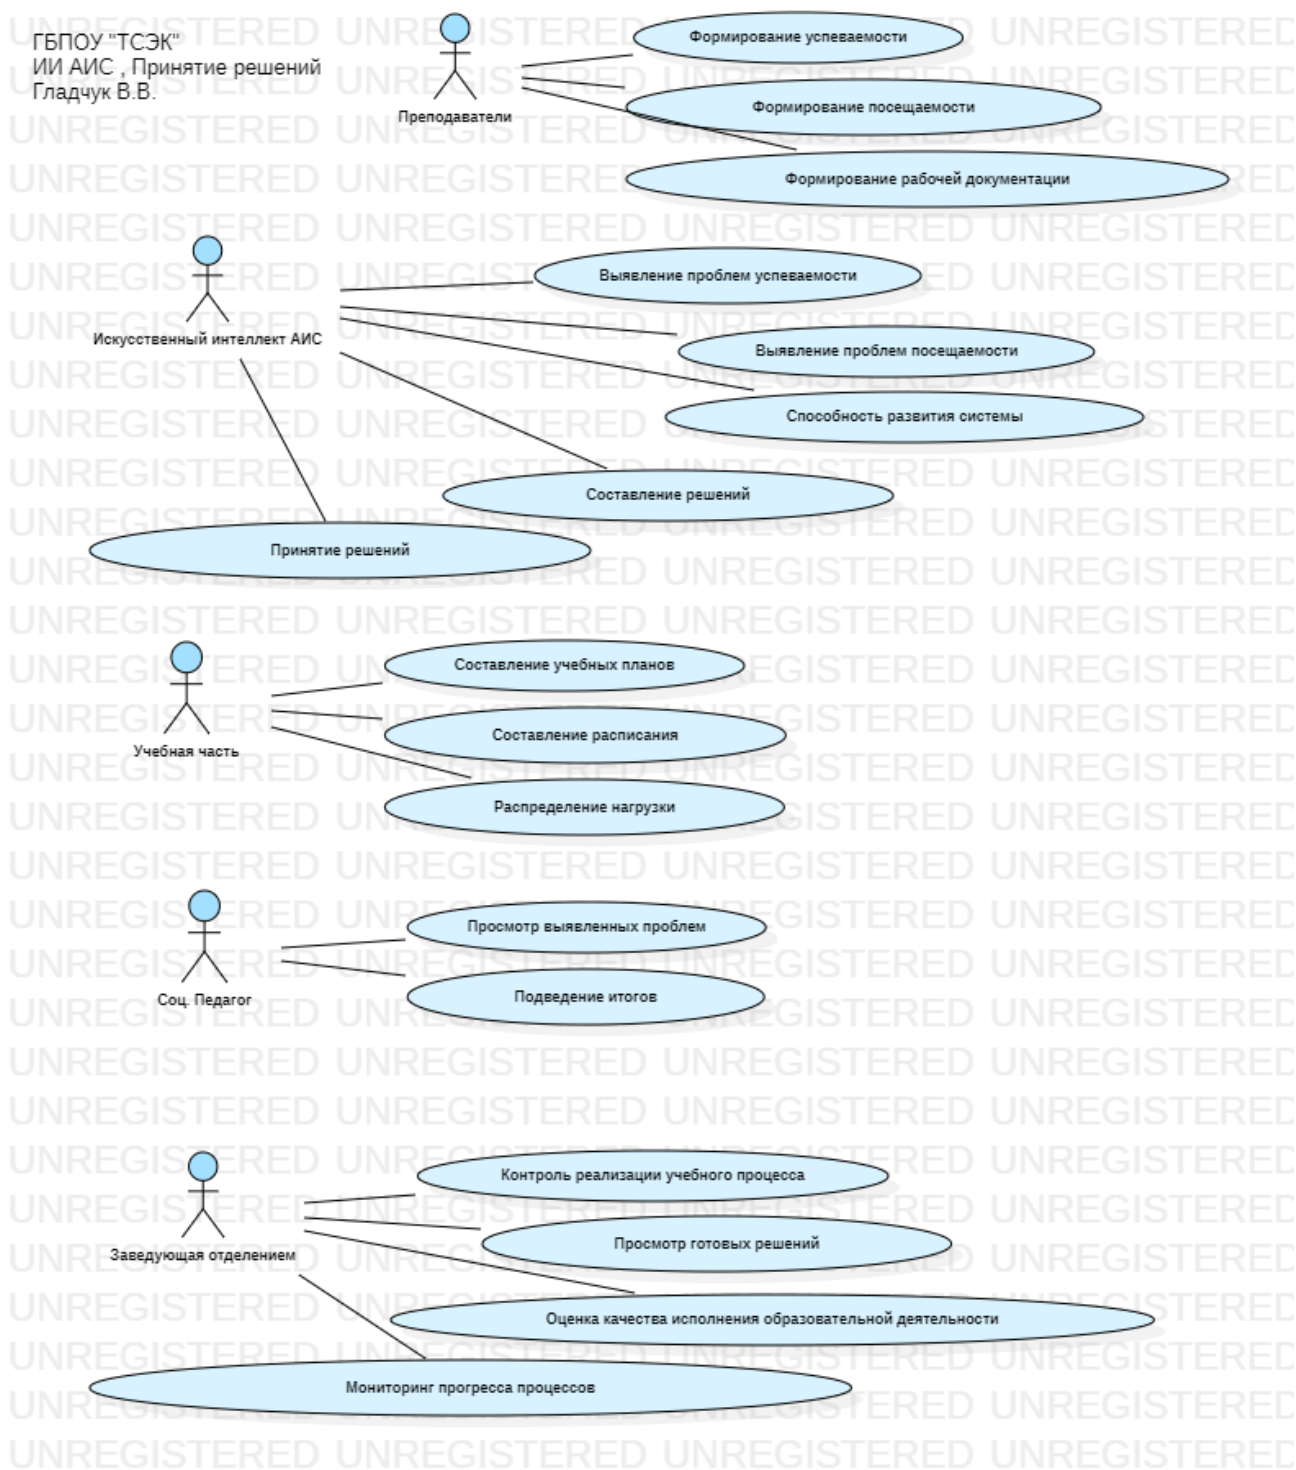 ГБПОУ "ТСЭК"
ИИ АИС , Принятие решений
Гладчук В.В.
Преподаватели
Формирование успеваемости
Формирование посещаемости
Формирование рабочей документации
Искусственный интеллект АИС
Выявление проблем успеваемости
Выявление проблем посещаемости
Способность развития системы
Составление решений
Принятие решений
Учебная часть
Составление учебных планов
Составление расписания
Распределение нагрузки
Соц. Педагог
Просмотр выявленных проблем
Подведение итогов
Заведующая отделением
Контроль реализации учебного процесса
Просмотр готовых решений
Оценка качества исполнения образовательной деятельности
Мониторинг прогресса процессов
UNREGISTERED UNREGISTERED UNREGISTERED UNREGISTERED